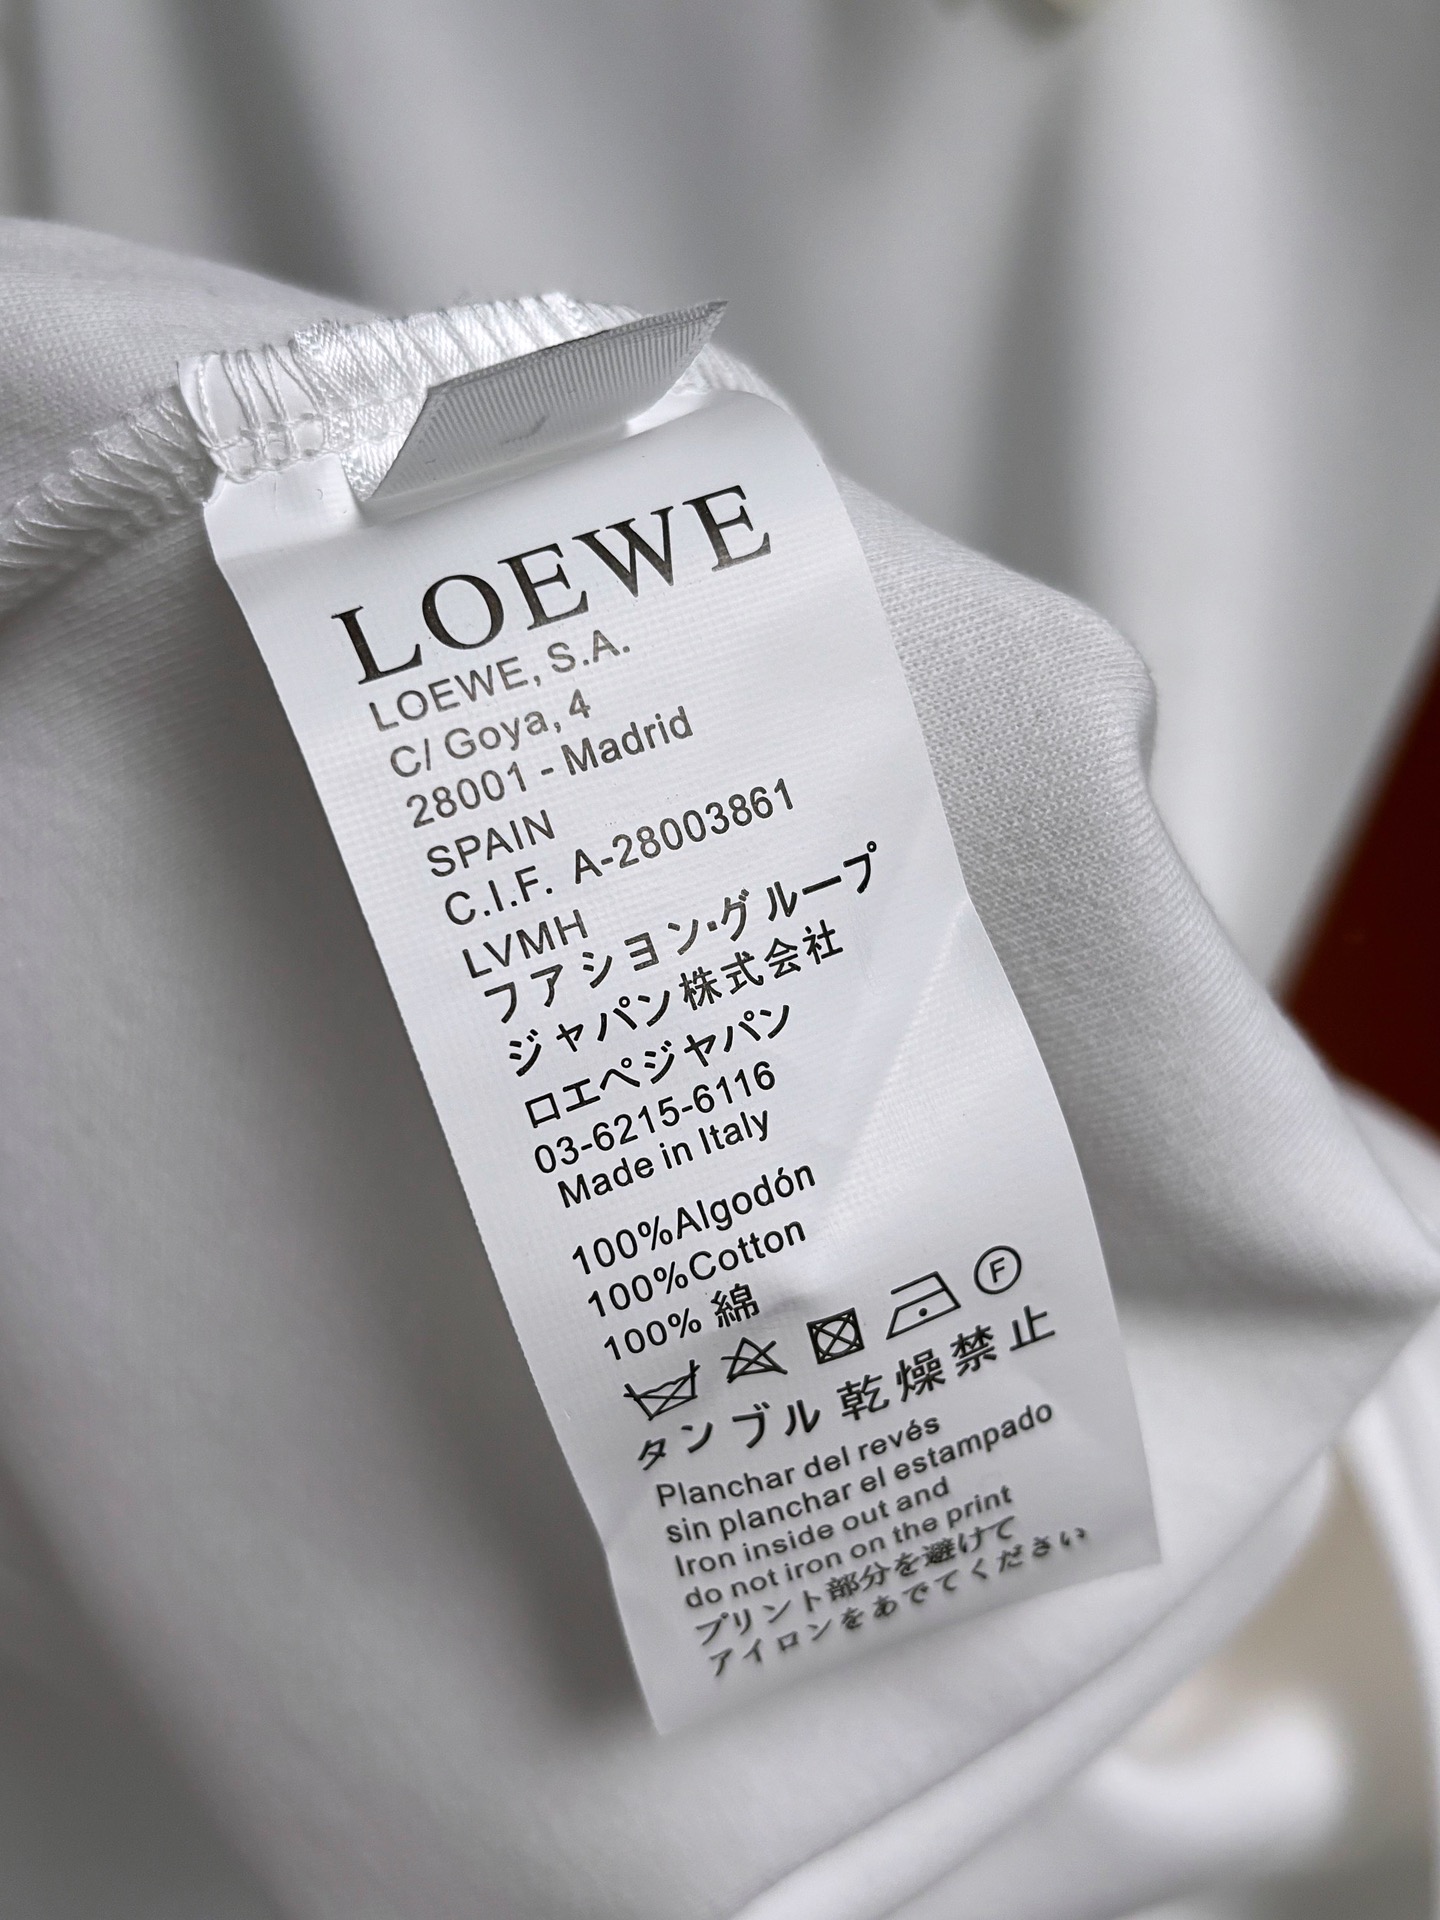 LOEWE
LOEWE, S.A.
C/ Goya, 4
28001 - Madrid
SPAIN
C.I.F. A-28003861
LVMH
フアション·グループ
ジャパン株式会社
ロエペジヤパン
03-6215-6116
Made in Italy
100%Algodón
100%Cotton
100% 綿
F
タンブル乾燥禁止
Planchar del revés
sin planchar el estampado
Iron inside out and
do not iron on the print
プリント部分を避けて
アイロンをあでてください